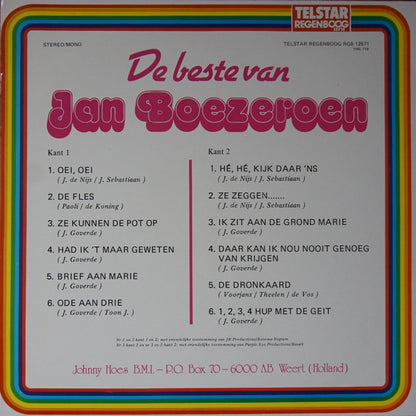 TELSTAR
REGENBOOG
SERIE
STEREO/MONO
TELSTAR REGENBOOG RGB 12571
De beste van
Jan Boezeroen
Kant 1
1. OEI, OEI
( J. de Nijs / J. Sebastiaan )
2. DE FLES
( Paoli / de Koning )
3. ZE KUNNEN DE POT OP
( J. Goverde )
4. HAD IK 'T MAAR GEWETEN
( J. Goverde )
5. BRIEF AAN MARIE
( J. Goverde )
6. ODE AAN DRIE
( J. Goverde / Toon J. )
Kant 2
1. HÉ, HÉ, KIJK DAAR 'NS
( J. de Nijs / J. Sebastiaan )
2. ZE ZEGGEN.......
( J. Goverde )
3. IK ZIT AAN DE GROND MARIE
( J. Goverde )
4. DAAR KAN IK NOU NOOIT GENOEG
VAN KRIJGEN
( J. Goverde )
5. DE DRONKAARD
( Voorjans / Theelen / de Vos )
6. 1, 2, 3, 4 HUP MET DE GEIT
( J. Goverde )
Johnny Hoes B.M.I. – P.O. Box 70 – 6000 AB Weert (Holland)